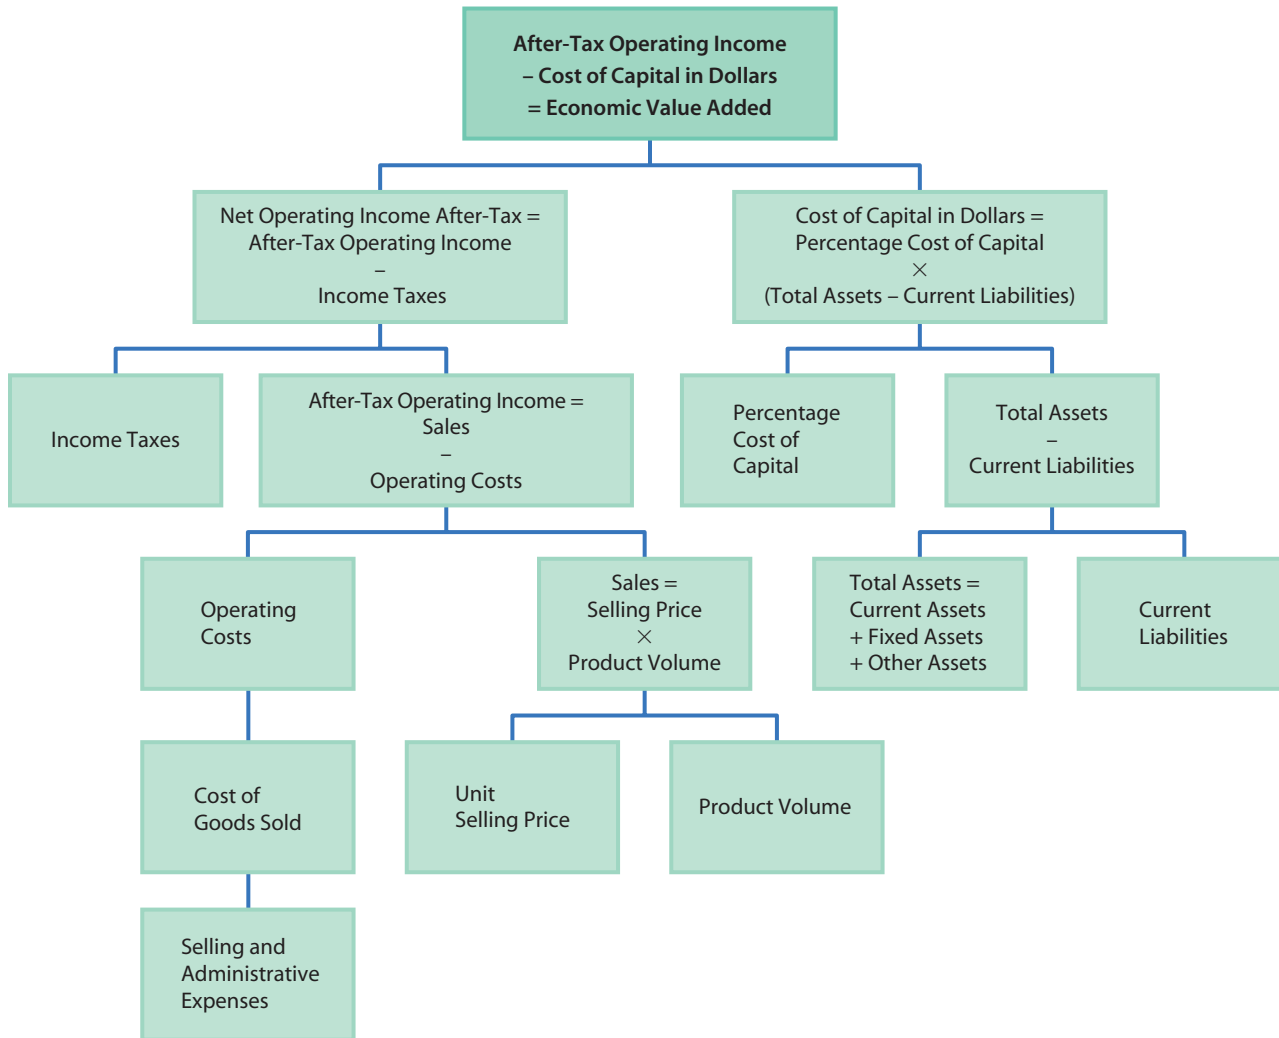 After-Tax Operating Income
– Cost of Capital in Dollars
= Economic Value Added
Net Operating Income After-Tax =
After-Tax Operating Income
–
Income Taxes
Cost of Capital in Dollars =
Percentage Cost of Capital
×
(Total Assets – Current Liabilities)
Income Taxes
After-Tax Operating Income =
Sales
–
Operating Costs
Percentage
Cost of
Capital
Total Assets
–
Current Liabilities
Operating
Costs
Sales =
Selling Price
×
Product Volume
Total Assets =
Current Assets
+ Fixed Assets
+ Other Assets
Current
Liabilities
Cost of
Goods Sold
Unit
Selling Price
Product Volume
Selling and
Administrative
Expenses